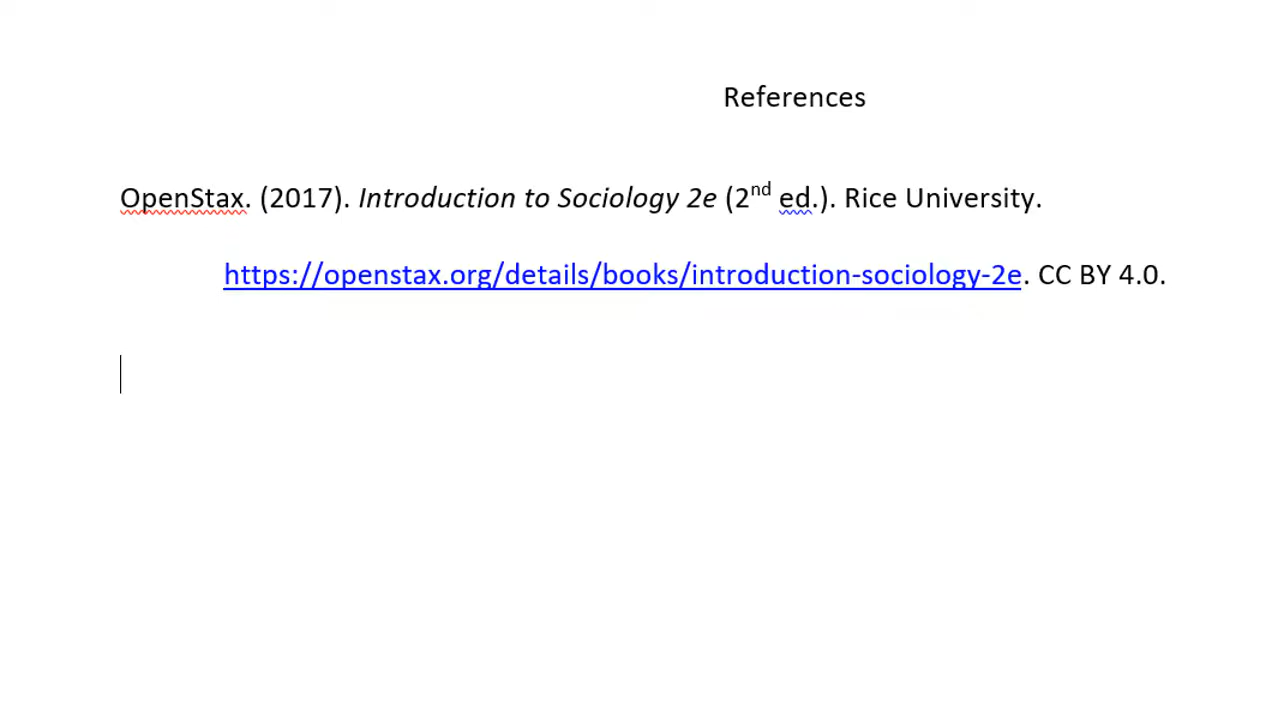 References
OpenStax. (2017). Introduction to Sociology 2e (2nd ed.). Rice University.
https://openstax.org/details/books/introduction-sociology-2e. CC BY 4.0.